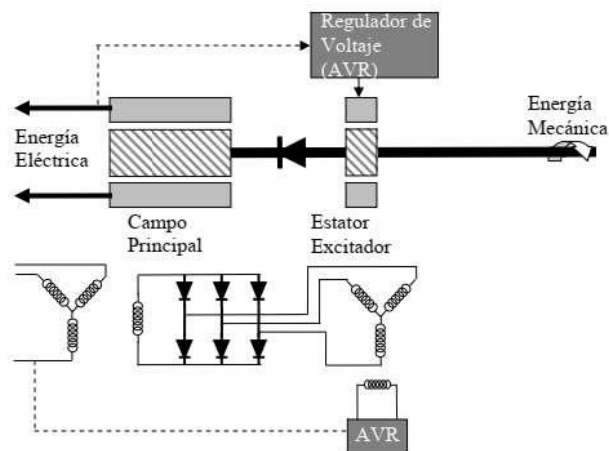 Regulador de
Voltaje
(AVR)
Energía
Mecánica
Energía
Eléctrica
Campo
Principal
Estator
Excitador
AVR